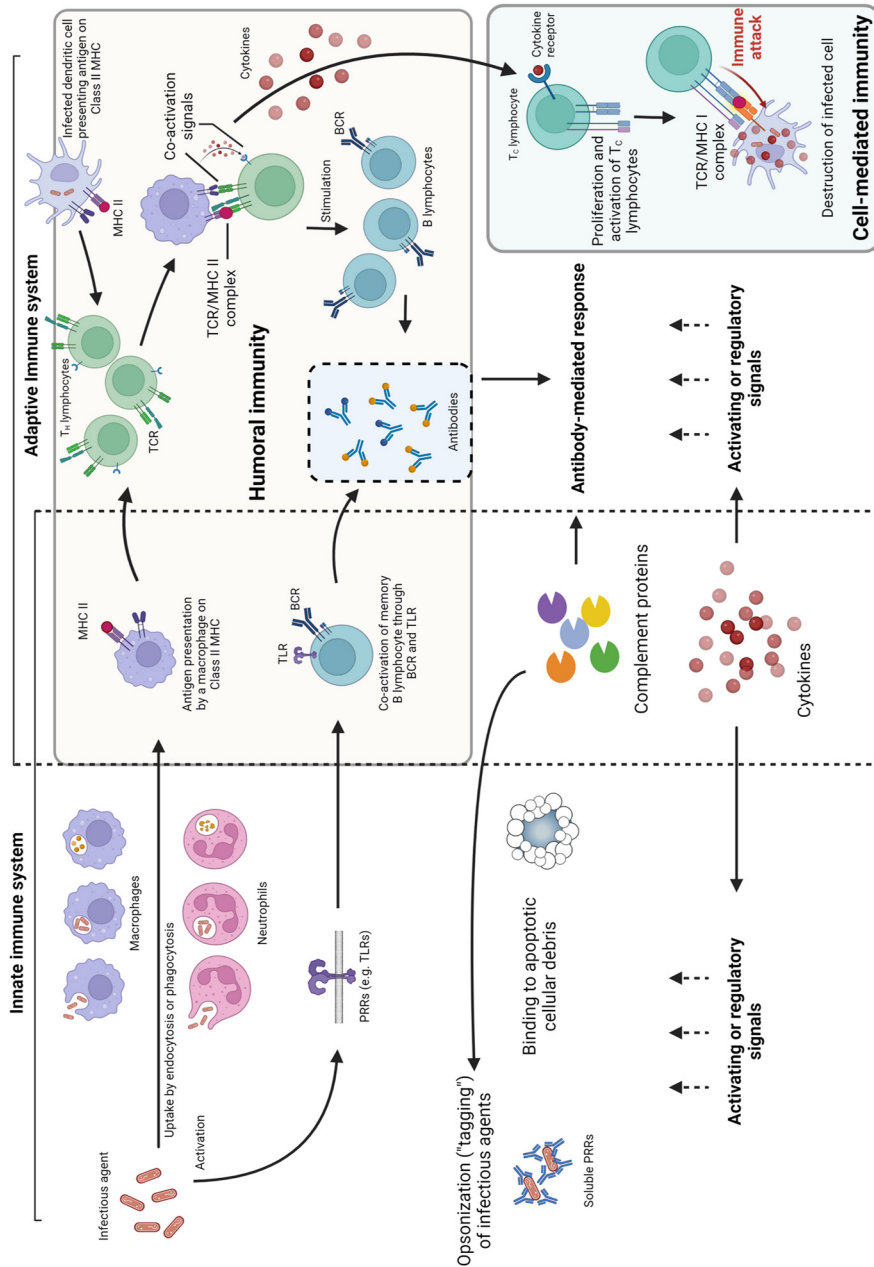 Innate immune system
Adaptive Immune system
Infectious agent
Macrophages
Uptake by endocytosis or phagocytosis
Activation
Neutrophils
PRRs (e.g. TLRs)
MHC II
Antigen presentation
by a macrophage on
Class II MHC
TLR
BCR
Co-activation of memory
B lymphocyte through
BCR and TLR
TH lymphocytes
TCR
Infected dendritic cell
presenting antigen on
Class II MHC
MHC II
Humoral immunity
Co-activation
signals
TCR/MHC II
complex
Cytokines
Stimulation
BCR
B lymphocytes
Antibodies
Opsonization ("tagging")
of infectious agents
Soluble PRRs
Binding to apoptotic
cellular debris
Complement proteins
Antibody-mediated response
Activating or regulatory
signals
Cytokines
Activating or regulatory
signals
TC lymphocyte
Cytokine
receptor
Proliferation and
activation of TC
lymphocytes
TCR/MHC I
complex
Immune
attack
Destruction of infected cell
Cell-mediated immunity